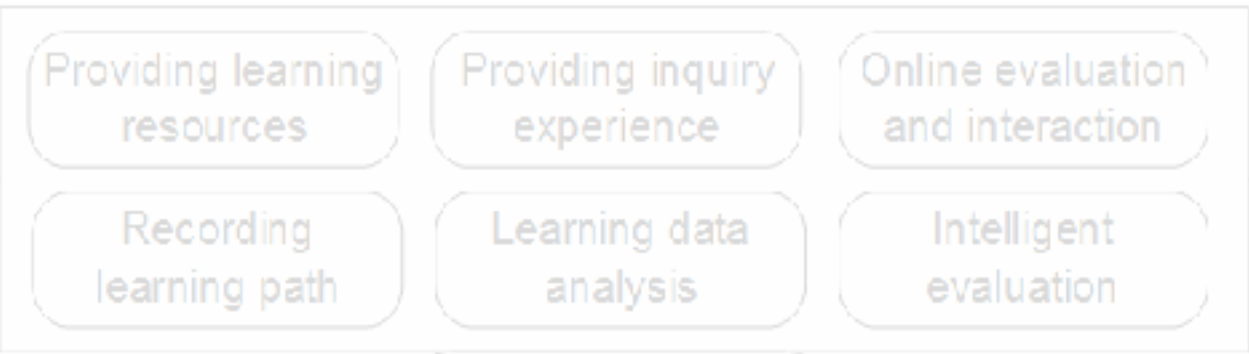 Providing learning
resources
Providing inquiry
experience
Online evaluation
and interaction
Recording
learning path
Learning data
analysis
Intelligent
evaluation